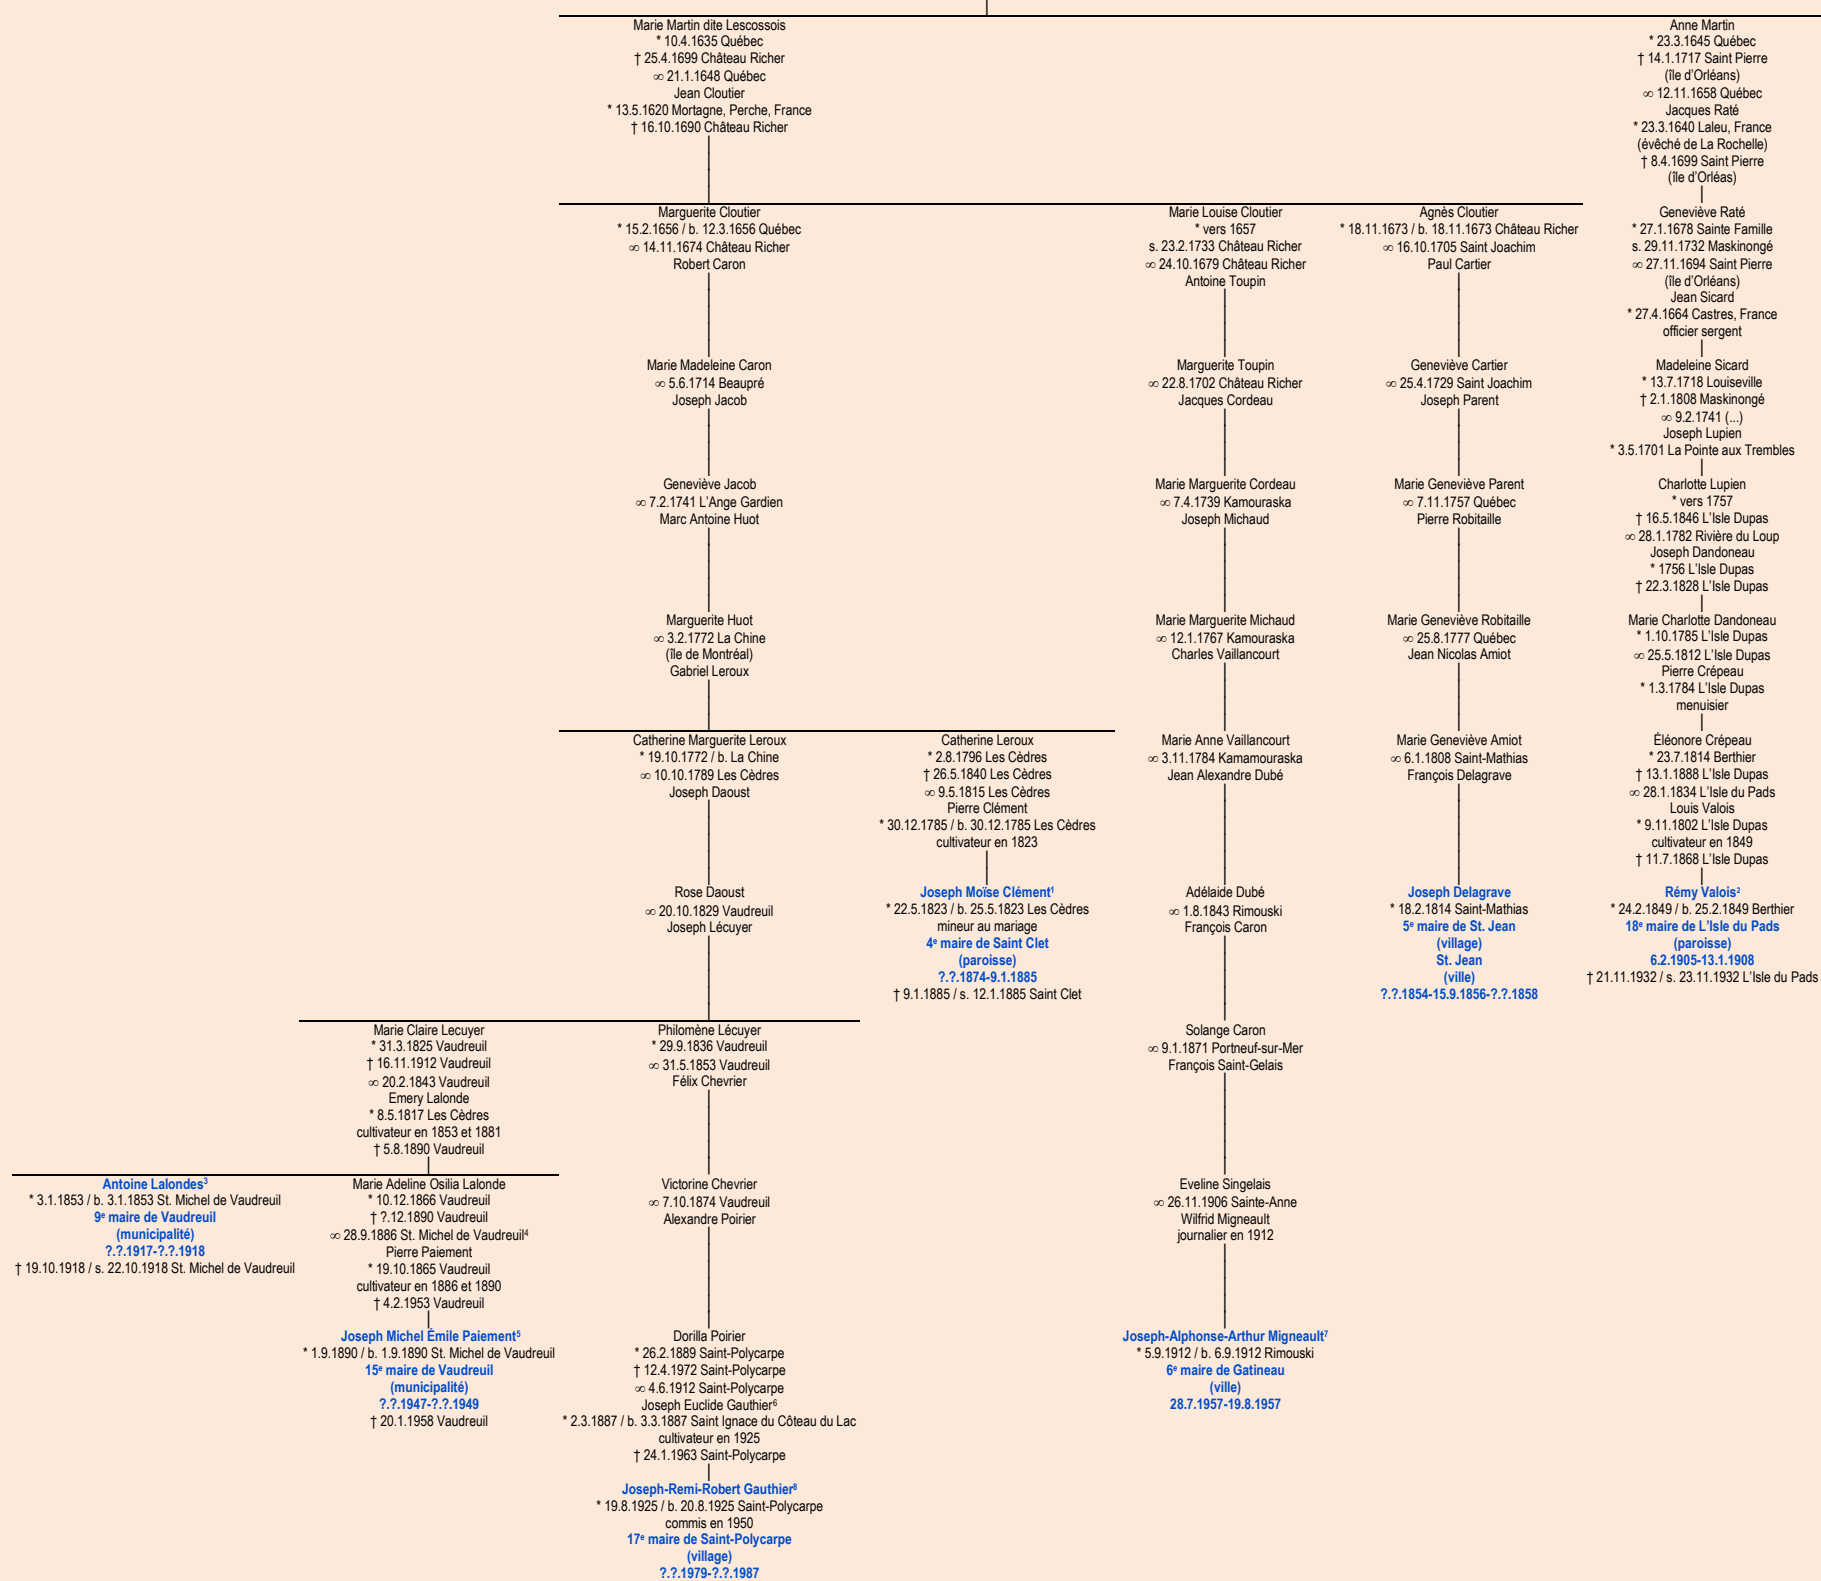 Marie Martin dite Lescossois
* 10.4.1635 Québec
† 25.4.1699 Château Richer
∞ 21.1.1648 Québec
Jean Cloutier
* 13.5.1620 Mortagne, Perche, France
† 16.10.1690 Château Richer
Anne Martin
* 23.3.1645 Québec
† 14.1.1717 Saint Pierre
(île d'Orléans)
∞ 12.11.1658 Québec
Jacques Raté
* 23.3.1640 Laleu, France
(évêché de La Rochelle)
† 8.4.1699 Saint Pierre
(île d'Orléas)
Marguerite Cloutier
* 15.2.1656 / b. 12.3.1656 Québec
∞ 14.11.1674 Château Richer
Robert Caron
Marie Louise Cloutier
* vers 1657
s. 23.2.1733 Château Richer
∞ 24.10.1679 Château Richer
Antoine Toupin
Agnès Cloutier
* 18.11.1673 / b. 18.11.1673 Château Richer
∞ 16.10.1705 Saint Joachim
Paul Cartier
Geneviève Raté
* 27.1.1678 Sainte Famille
s. 29.11.1732 Maskinongé
∞ 27.11.1694 Saint Pierre
(île d'Orléans)
Jean Sicard
* 27.4.1664 Castres, France
officier sergent
Marie Madeleine Caron
∞ 5.6.1714 Beaupré
Joseph Jacob
Marguerite Toupin
∞ 22.8.1702 Château Richer
Jacques Cordeau
Geneviève Cartier
∞ 25.4.1729 Saint Joachim
Joseph Parent
Madeleine Sicard
* 13.7.1718 Louiseville
† 2.1.1808 Maskinongé
∞ 9.2.1741 (...)
Joseph Lupien
* 3.5.1701 La Pointe aux Trembles
Geneviève Jacob
∞ 7.2.1741 L'Ange Gardien
Marc Antoine Huot
Marie Marguerite Cordeau
∞ 7.4.1739 Kamouraska
Joseph Michaud
Marie Geneviève Parent
∞ 7.11.1757 Québec
Pierre Robitaille
Charlotte Lupien
* vers 1757
† 16.5.1846 L'Isle Dupas
∞ 28.1.1782 Rivière du Loup
Joseph Dandoneau
* 1756 L'Isle Dupas
† 22.3.1828 L'Isle Dupas
Marguerite Huot
∞ 3.2.1772 La Chine
(île de Montréal)
Gabriel Leroux
Marie Marguerite Michaud
∞ 12.1.1767 Kamouraska
Charles Vaillancourt
Marie Geneviève Robitaille
∞ 25.8.1777 Québec
Jean Nicolas Amiot
Marie Charlotte Dandoneau
* 1.10.1785 L'Isle Dupas
∞ 25.5.1812 L'Isle Dupas
Pierre Crépeau
* 1.3.1784 L'Isle Dupas
menuisier
Catherine Marguerite Leroux
* 19.10.1772 / b. La Chine
∞ 10.10.1789 Les Cèdres
Joseph Daoust
Catherine Leroux
* 2.8.1796 Les Cèdres
† 26.5.1840 Les Cèdres
∞ 9.5.1815 Les Cèdres
Pierre Clément
* 30.12.1785 / b. 30.12.1785 Les Cèdres
cultivateur en 1823
Marie Anne Vaillancourt
∞ 3.11.1784 Kamamouraska
Jean Alexandre Dubé
Marie Geneviève Amiot
∞ 6.1.1808 Saint-Mathias
François Delagrave
Éléonore Crépeau
* 23.7.1814 Berthier
† 13.1.1888 L'Isle Dupas
∞ 28.1.1834 L'Isle du Pads
Louis Valois
* 9.11.1802 L'Isle Dupas
cultivateur en 1849
† 11.7.1868 L'Isle Dupas
Rose Daoust
∞ 20.10.1829 Vaudreuil
Joseph Lécuyer
Joseph Moïse Clément¹
* 22.5.1823 / b. 25.5.1823 Les Cèdres
mineur au mariage
4ᵉ maire de Saint Clet
(paroisse)
?.?.1874-9.1.1885
† 9.1.1885 / s. 12.1.1885 Saint Clet
Adélaide Dubé
∞ 1.8.1843 Rimouski
François Caron
Joseph Delagrave
* 18.2.1814 Saint-Mathias
5ᵉ maire de St. Jean
(village)
St. Jean
(ville)
?.?.1854-15.9.1856-?.?.1858
Rémy Valois²
* 24.2.1849 / b. 25.2.1849 Berthier
18ᵉ maire de L'Isle du Pads
(paroisse)
6.2.1905-13.1.1908
† 21.11.1932 / s. 23.11.1932 L'Isle du Pads
Marie Claire Lecuyer
* 31.3.1825 Vaudreuil
† 16.11.1912 Vaudreuil
∞ 20.2.1843 Vaudreuil
Emery Lalonde
* 8.5.1817 Les Cèdres
cultivateur en 1853 et 1881
† 5.8.1890 Vaudreuil
Philomène Lécuyer
* 29.9.1836 Vaudreuil
∞ 31.5.1853 Vaudreuil
Félix Chevrier
Solange Caron
∞ 9.1.1871 Portneuf-sur-Mer
François Saint-Gelais
Antoine Lalondes³
* 3.1.1853 / b. 3.1.1853 St. Michel de Vaudreuil
9ᵉ maire de Vaudreuil
(municipalité)
?.?.1917-?.?.1918
† 19.10.1918 / s. 22.10.1918 St. Michel de Vaudreuil
Marie Adeline Osilia Lalonde
* 10.12.1866 Vaudreuil
† ?.12.1890 Vaudreuil
∞ 28.9.1886 St. Michel de Vaudreuil⁴
Pierre Paiement
* 19.10.1865 Vaudreuil
cultivateur en 1886 et 1890
† 4.2.1953 Vaudreuil
Victorine Chevrier
∞ 7.10.1874 Vaudreuil
Alexandre Poirier
Eveline Singelais
∞ 26.11.1906 Sainte-Anne
Wilfrid Migneault
journalier en 1912
Joseph Michel Émile Paiement⁵
* 1.9.1890 / b. 1.9.1890 St. Michel de Vaudreuil
15ᵉ maire de Vaudreuil
(municipalité)
?.?.1947-?.?.1949
† 20.1.1958 Vaudreuil
Dorilla Poirier
* 26.2.1889 Saint-Polycarpe
† 12.4.1972 Saint-Polycarpe
∞ 4.6.1912 Saint-Polycarpe
Joseph Euclide Gauthier⁶
* 2.3.1887 / b. 3.3.1887 Saint Ignace du Côteau du Lac
cultivateur en 1925
† 24.1.1963 Saint-Polycarpe
Joseph-Alphonse-Arthur Migneault⁷
* 5.9.1912 / b. 6.9.1912 Rimouski
6ᵉ maire de Gatineau
(ville)
28.7.1957-19.8.1957
Joseph-Remi-Robert Gauthier⁸
* 19.8.1925 / b. 20.8.1925 Saint-Polycarpe
commis en 1950
17ᵉ maire de Saint-Polycarpe
(village)
?.?.1979-?.?.1987